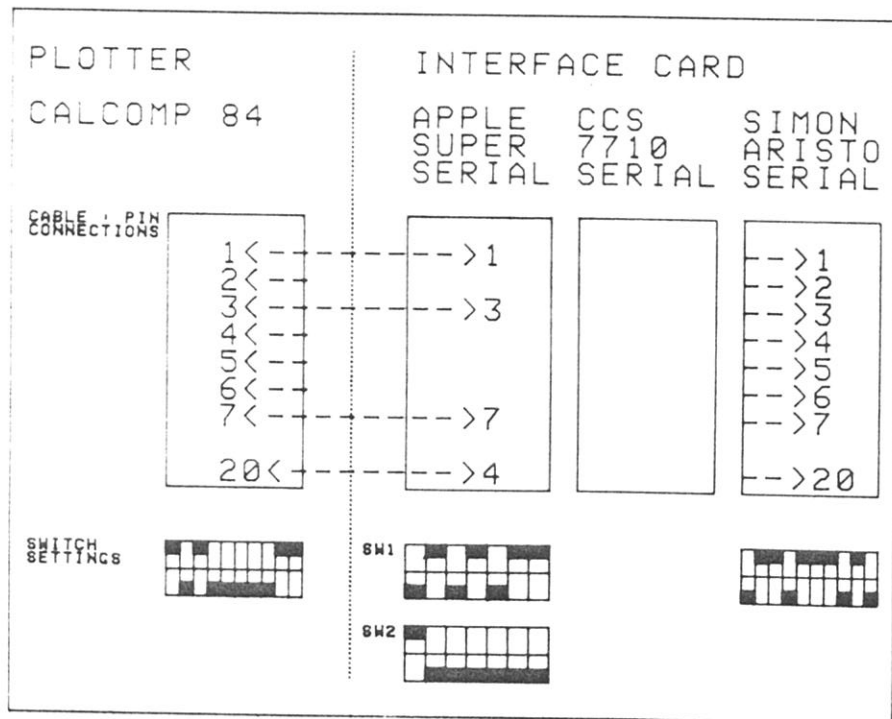 PLOTTER
INTERFACE CARD
CALCOMP 84
APPLE SUPER SERIAL
CCS 7710 SERIAL
SIMON ARISTO SERIAL
CABLE : PIN
CONNECTIONS
1< - - - - - - - >1
2< - -
3< - - - - - - - >3
4< - -
5< - -
6< - -
7< - - - - - - - >7
20< - - - - - - - >4
- - >1
- - >2
- - >3
- - >4
- - >5
- - >6
- - >7
- - >20
SWITCH
SETTINGS
SW1
SW2